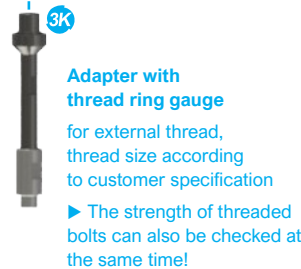 3K
Adapter with
thread ring gauge
for external thread,
thread size according
to customer specification
▶ The strength of threaded
bolts can also be checked at
the same time!